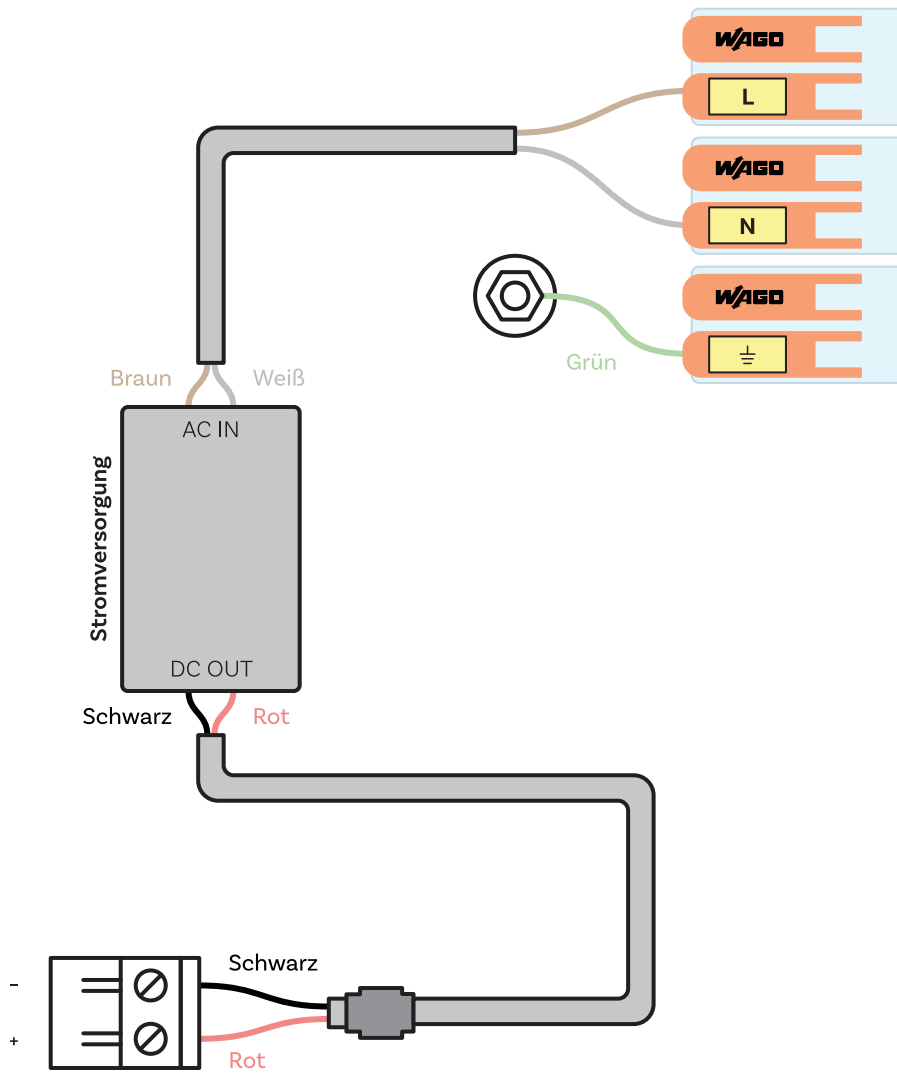 WAGO
L
WAGO
N
WAGO
Grün
Braun Weiß
AC IN
Stromversorgung
DC OUT
Schwarz Rot
Schwarz
-
+
Rot